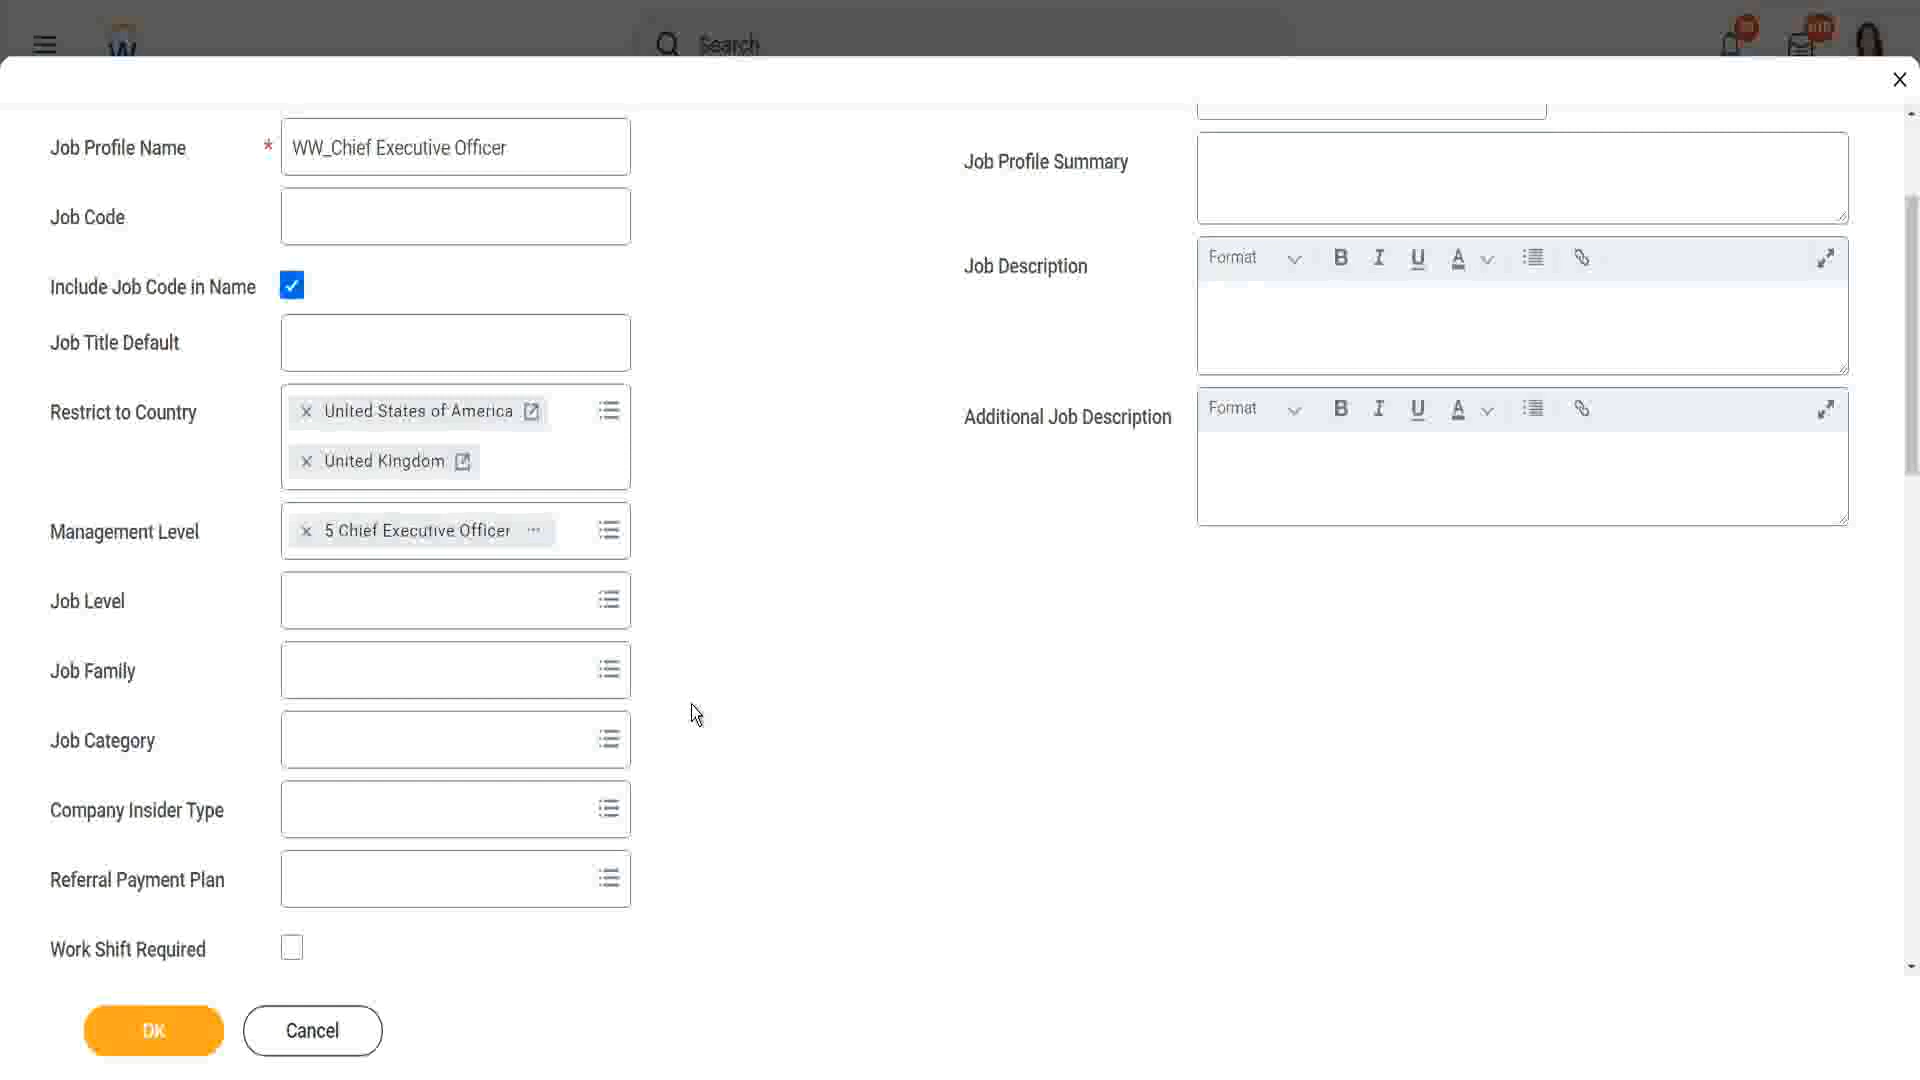 W
Search
Job Profile Name * WW_Chief Executive Officer
Job Code
Include Job Code in Name
Job Title Default
Restrict to Country
United States of America
United Kingdom
Management Level
5 Chief Executive Officer
Job Level
Job Family
Job Category
Company Insider Type
Referral Payment Plan
Work Shift Required
OK
Cancel
Job Profile Summary
Job Description
Format B I U A
Additional Job Description
Format B I U A